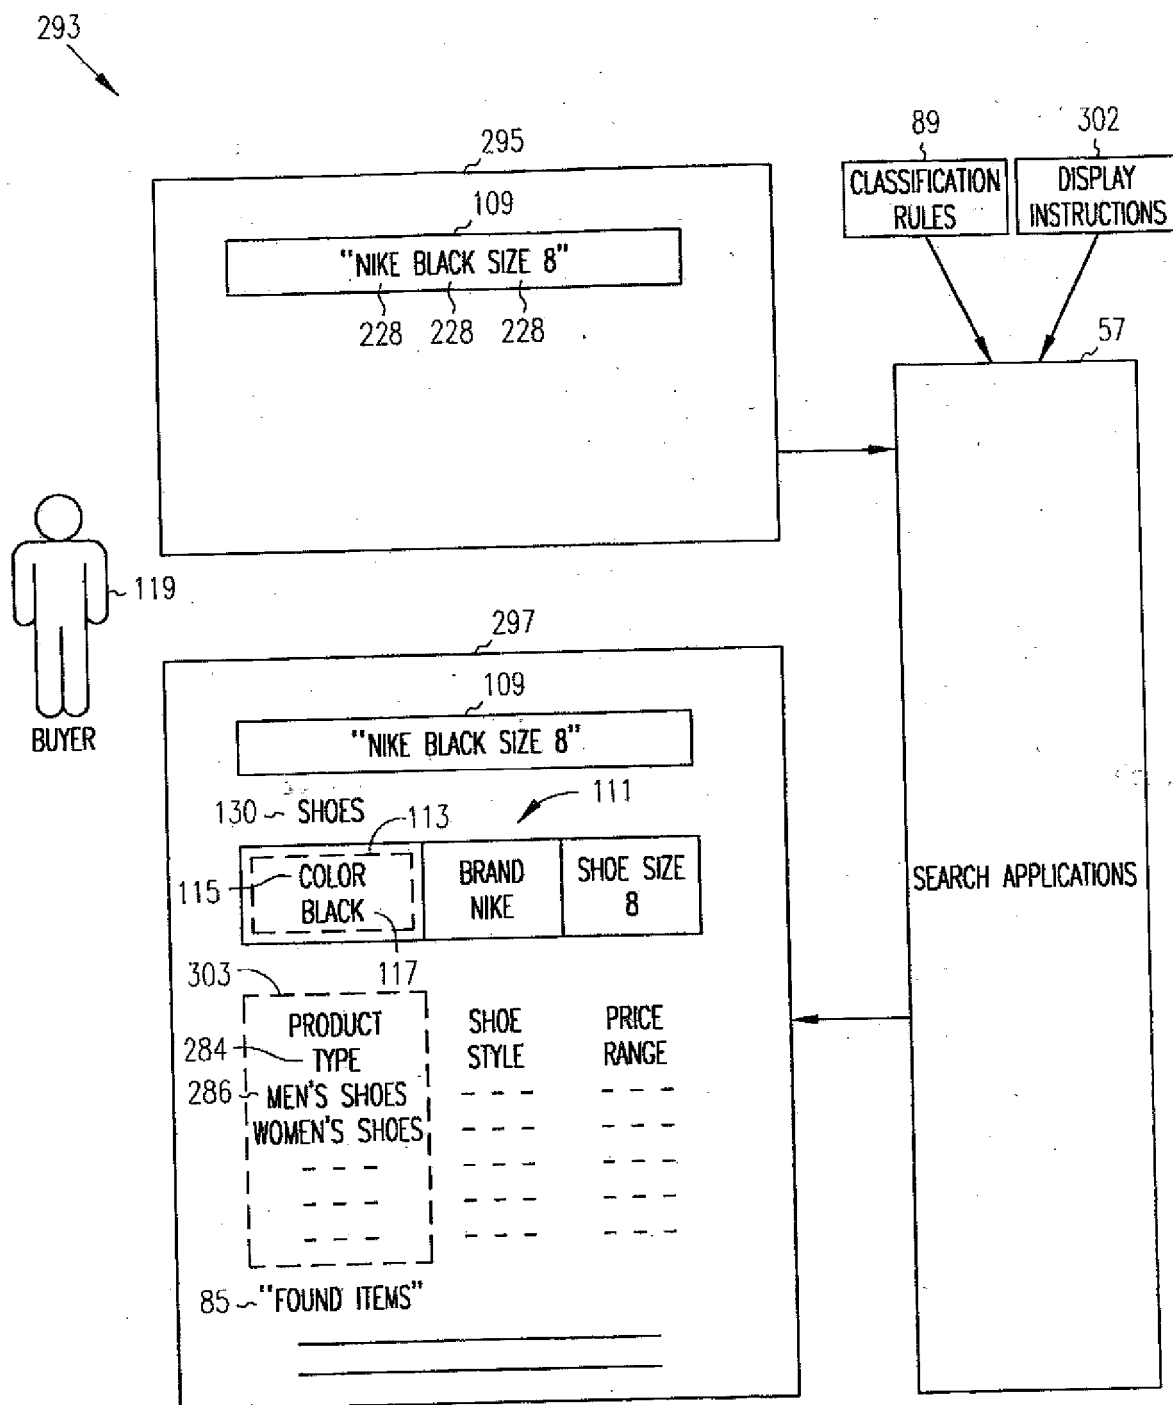 293
295
109
"NIKE BLACK SIZE 8"
228 228 228
89
302
CLASSIFICATION
RULES
DISPLAY
INSTRUCTIONS
57
SEARCH APPLICATIONS
119
BUYER
297
109
"NIKE BLACK SIZE 8"
130 SHOES
113
111
115
COLOR
BLACK
117
BRAND
NIKE
SHOE SIZE
8
303
PRODUCT
TYPE
284
286 MEN'S SHOES
WOMEN'S SHOES
SHOE
STYLE
PRICE
RANGE
85 "FOUND ITEMS"